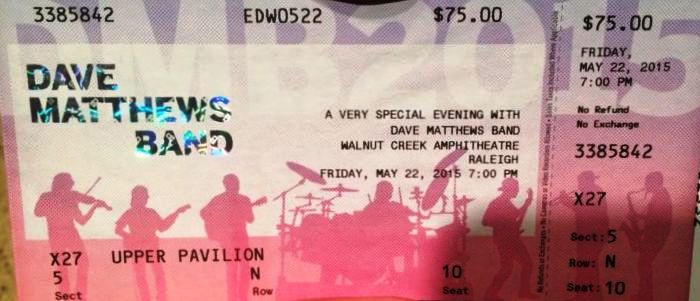 DMB2015
3385842 EDW0522 $75.00
DAVE
MATTHEWS
BAND
A VERY SPECIAL EVENING WITH
DAVE MATTHEWS BAND
WALNUT CREEK AMPHITHEATRE
RALEIGH
FRIDAY, MAY 22, 2015 7:00 PM
X27 UPPER PAVILION
5 N 10
Sect Row Seat
$75.00
FRIDAY,
MAY 22, 2015
7:00 PM
No Refund
No Exchange
3385842
X27
Sect: 5
Row: N
Seat: 10